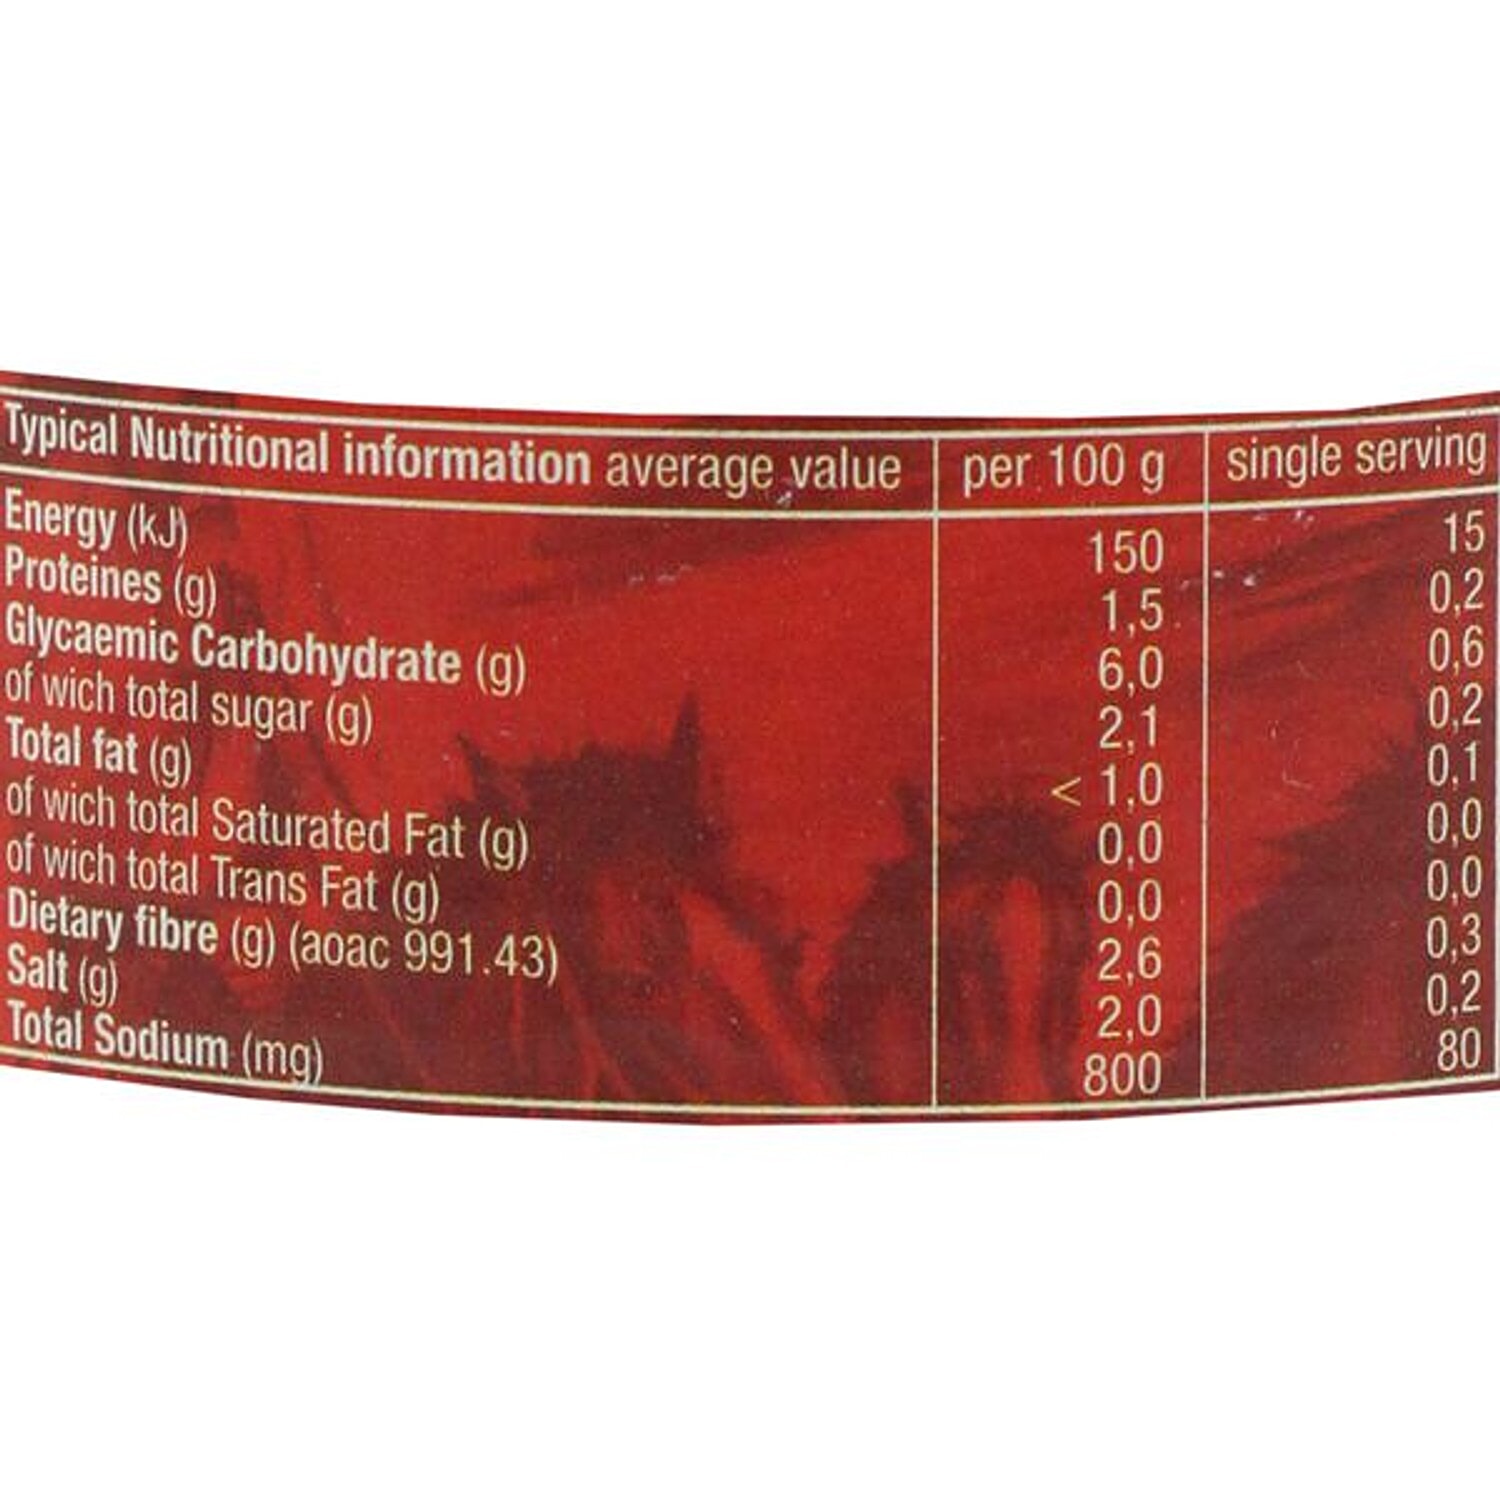 Typical Nutritional information average value per 100 g single serving
Energy (kJ) 150 15
Proteines (g) 1,5 0,2
Glycaemic Carbohydrate (g) 6,0 0,6
of wich total sugar (g) 2,1 0,2
Total fat (g) < 1,0 0,1
of wich total Saturated Fat (g) 0,0 0,0
of wich total Trans Fat (g) 0,0 0,0
Dietary fibre (g) (aoac 991.43) 2,6 0,3
Salt (g) 2,0 0,2
Total Sodium (mg) 800 80